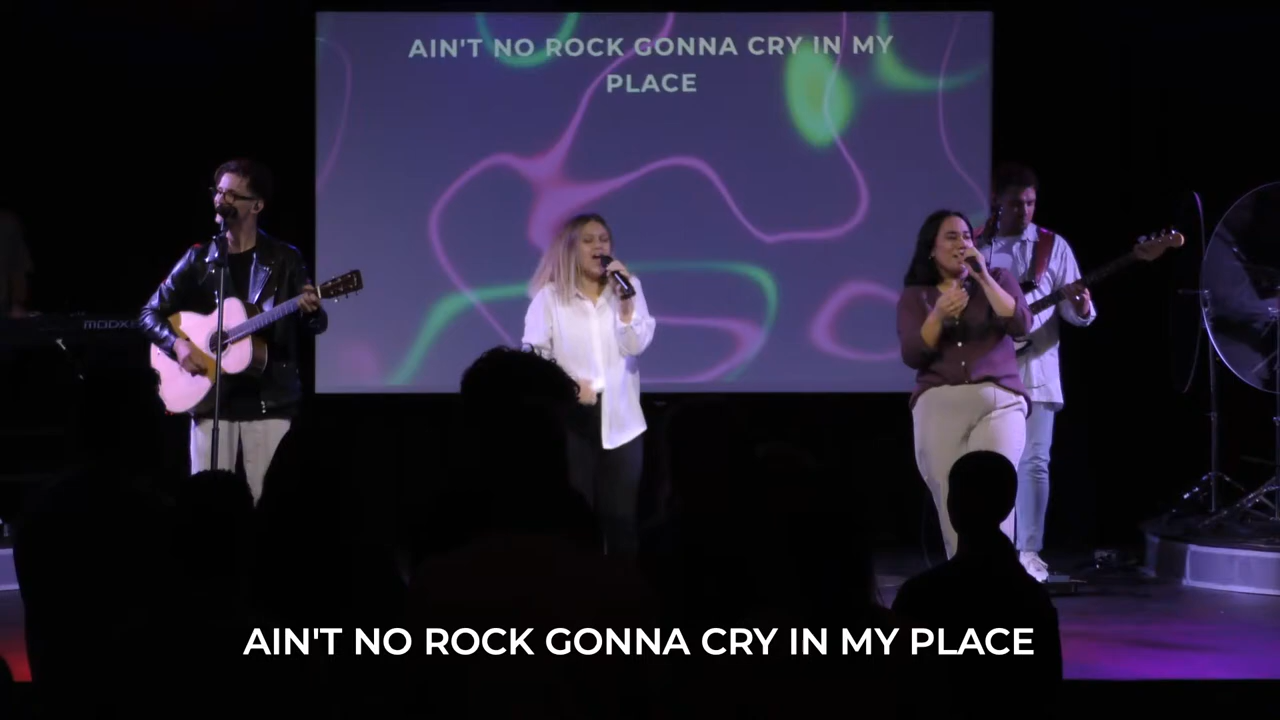 AIN'T NO ROCK GONNA CRY IN MY
PLACE
MODX
AIN'T NO ROCK GONNA CRY IN MY PLACE